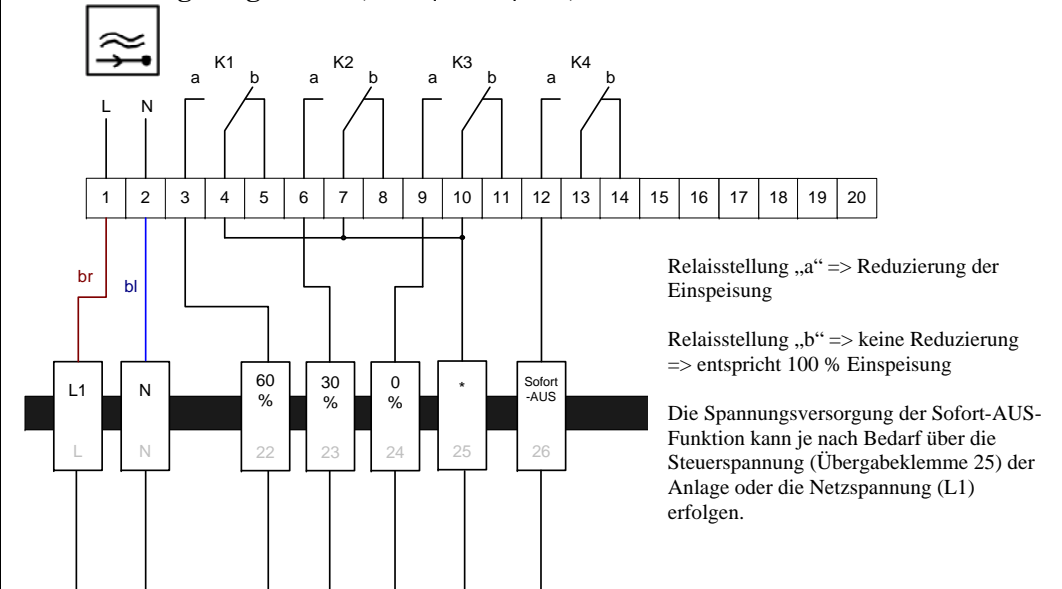 K1 K2 K3 K4
a b a b a b a b
L N
1 2 3 4 5 6 7 8 9 10 11 12 13 14 15 16 17 18 19 20
br
bl
Relaisstellung „a“ => Reduzierung der
Einspeisung
Relaisstellung „b“ => keine Reduzierung
=> entspricht 100 % Einspeisung
Die Spannungsversorgung der Sofort-AUS-
Funktion kann je nach Bedarf über die
Steuerspannung (Übergabeklemme 25) der
Anlage oder die Netzspannung (L1)
erfolgen.
L1 N 60 30 0 * Sofort
% % % -AUS
L N 22 23 24 25 26